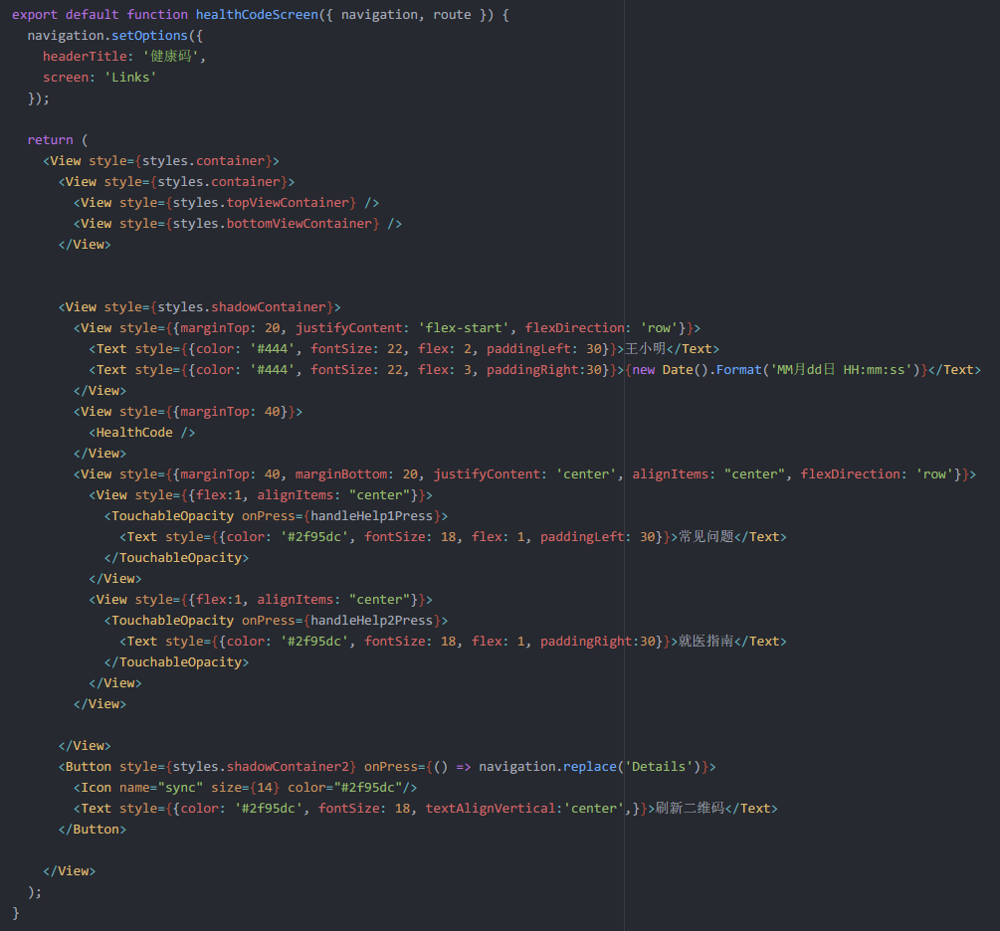 export default function healthCodeScreen({ navigation, route }) {
  navigation.setOptions({
    headerTitle: '健康码',
    screen: 'Links'
  });

  return (
    <View style={styles.container}>
      <View style={styles.container}>
        <View style={styles.topViewContainer} />
        <View style={styles.bottomViewContainer} />
      </View>


      <View style={styles.shadowContainer}>
        <View style={{marginTop: 20, justifyContent: 'flex-start', flexDirection: 'row'}}>
          <Text style={{color: '#444', fontSize: 22, flex: 2, paddingLeft: 30}}>王小明</Text>
          <Text style={{color: '#444', fontSize: 22, flex: 3, paddingRight:30}}>{new Date().Format('MM月dd日 HH:mm:ss')}</Text>
        </View>
        <View style={{marginTop: 40}}>
          <HealthCode />
        </View>
        <View style={{marginTop: 40, marginBottom: 20, justifyContent: 'center', alignItems: "center", flexDirection: 'row'}}>
          <View style={{flex:1, alignItems: "center"}}>
            <TouchableOpacity onPress={handleHelp1Press}>
              <Text style={{color: '#2f95dc', fontSize: 18, flex: 1, paddingLeft: 30}}>常见问题</Text>
            </TouchableOpacity>
          </View>
          <View style={{flex:1, alignItems: "center"}}>
            <TouchableOpacity onPress={handleHelp2Press}>
              <Text style={{color: '#2f95dc', fontSize: 18, flex: 1, paddingRight:30}}>就医指南</Text>
            </TouchableOpacity>
          </View>
        </View>

      </View>
      <Button style={styles.shadowContainer2} onPress={() => navigation.replace('Details')}>
        <Icon name="sync" size={14} color="#2f95dc"/>
        <Text style={{color: '#2f95dc', fontSize: 18, textAlignVertical:'center',}}>刷新二维码</Text>
      </Button>

    </View>
  );
}